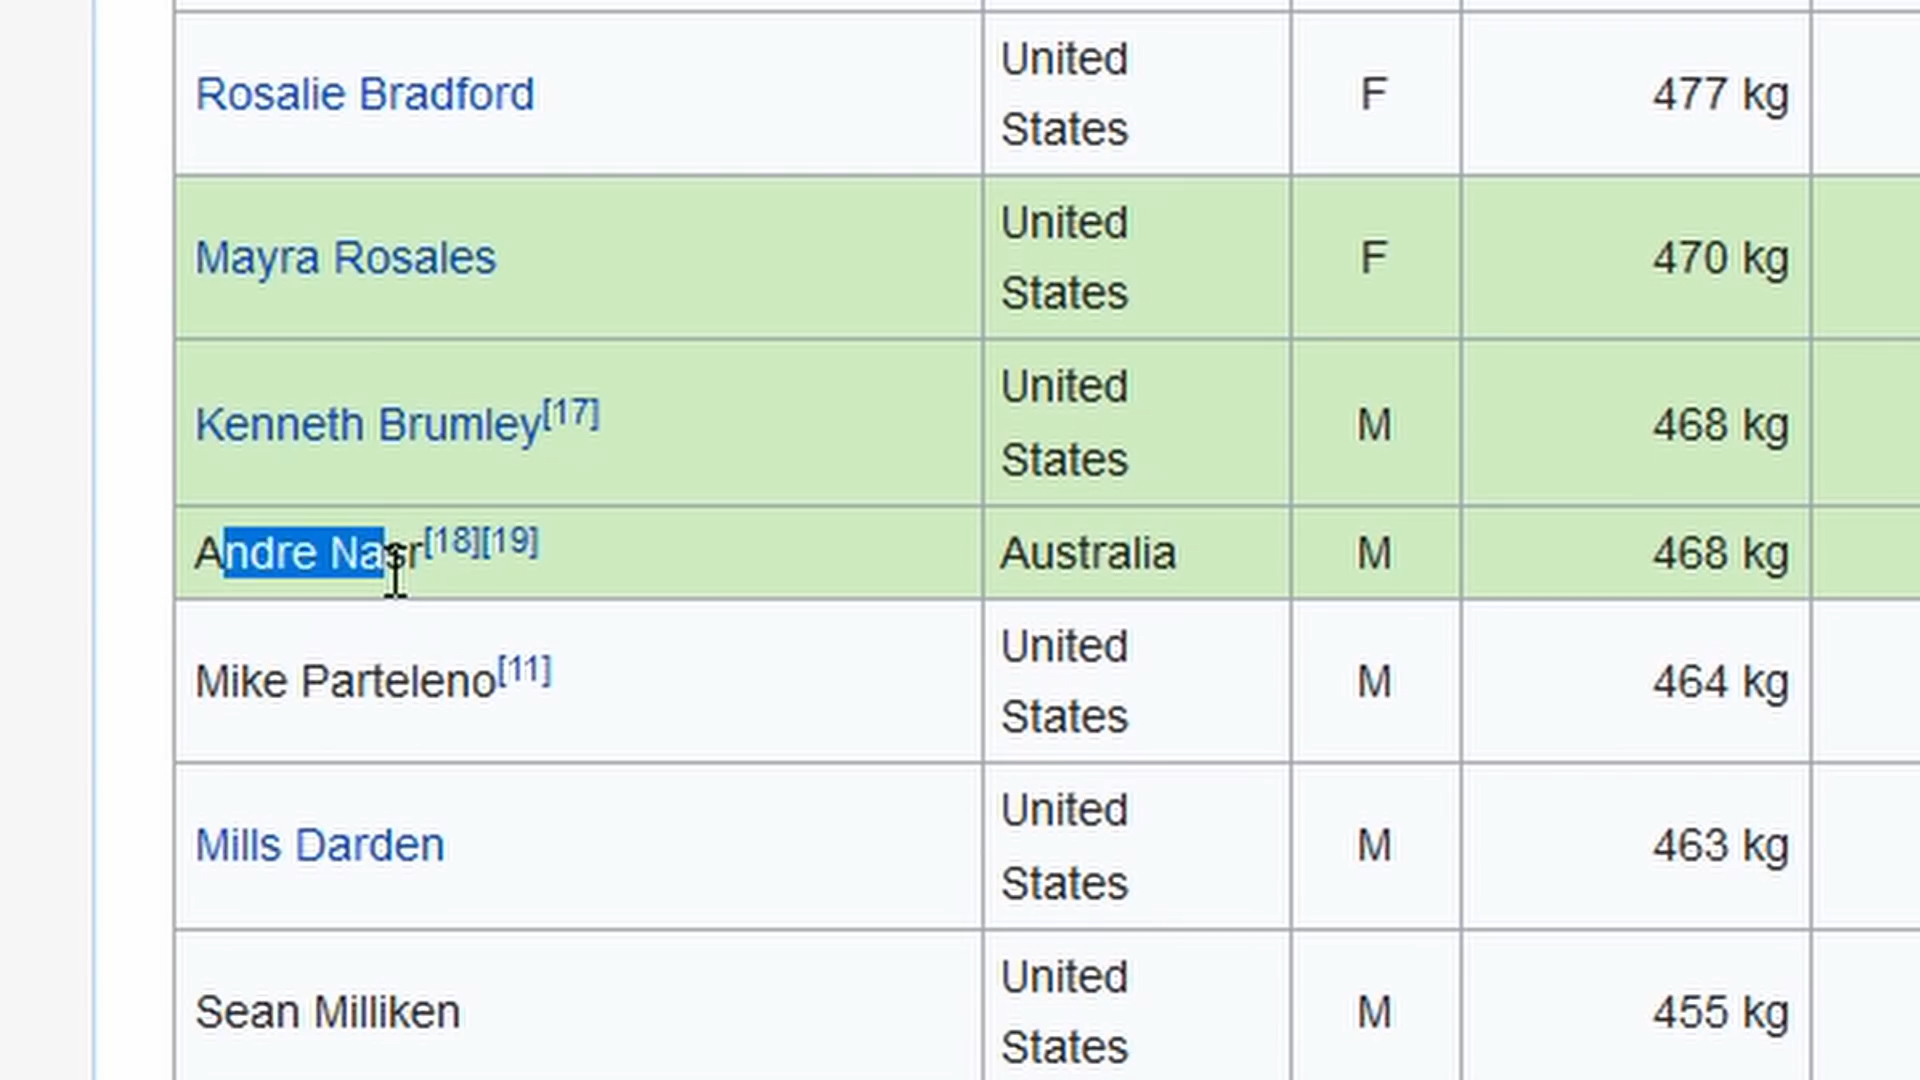 Rosalie Bradford United States F 477 kg
Mayra Rosales United States F 470 kg
Kenneth Brumley[17] United States M 468 kg
Andre Nasr[18][19] Australia M 468 kg
Mike Parteleno[11] United States M 464 kg
Mills Darden United States M 463 kg
Sean Milliken United States M 455 kg